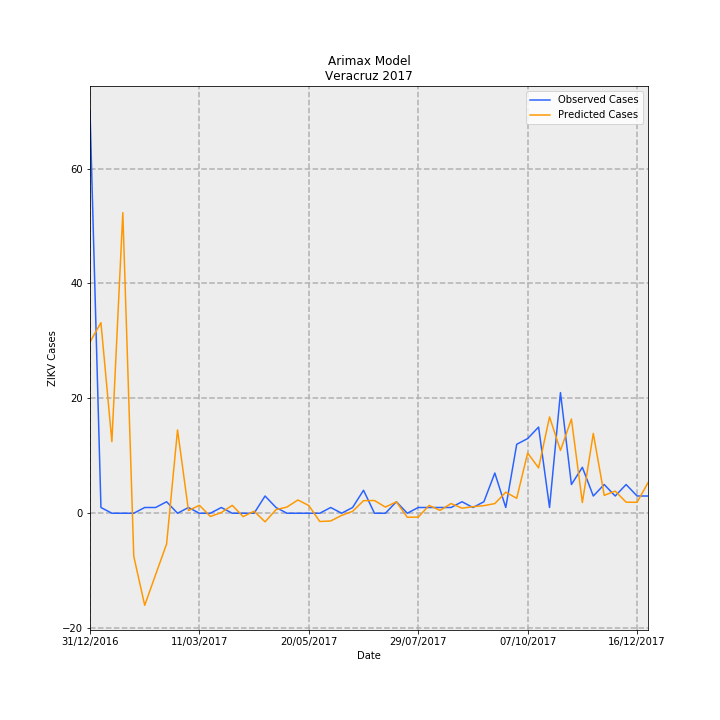 Arimax Model
Veracruz 2017
Observed Cases
Predicted Cases
ZIKV Cases
60
40
20
0
−20
31/12/2016 11/03/2017 20/05/2017 29/07/2017 07/10/2017 16/12/2017
Date